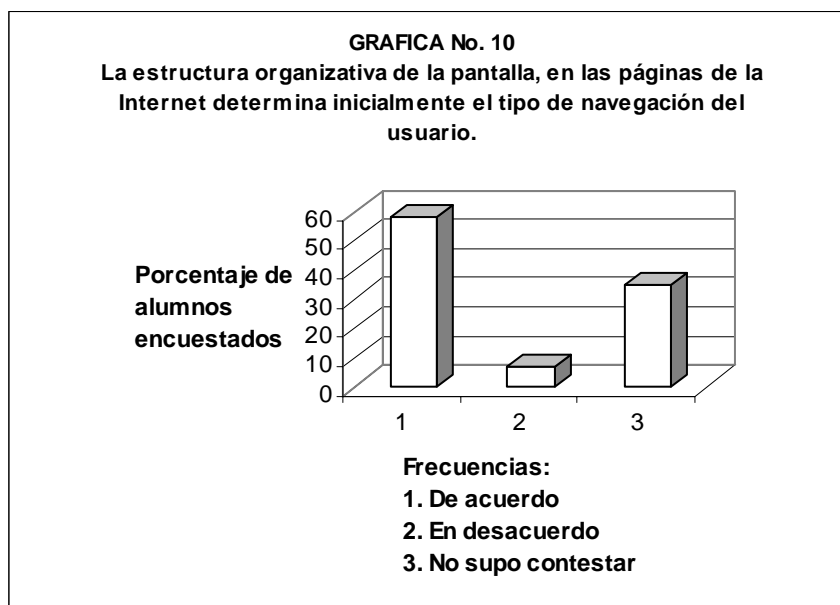 GRAFICA No. 10
La estructura organizativa de la pantalla, en las páginas de la
Internet determina inicialmente el tipo de navegación del
usuario.
60
50
40
30
20
10
0
Porcentaje de
alumnos
encuestados
1 2 3
Frecuencias:
1. De acuerdo
2. En desacuerdo
3. No supo contestar